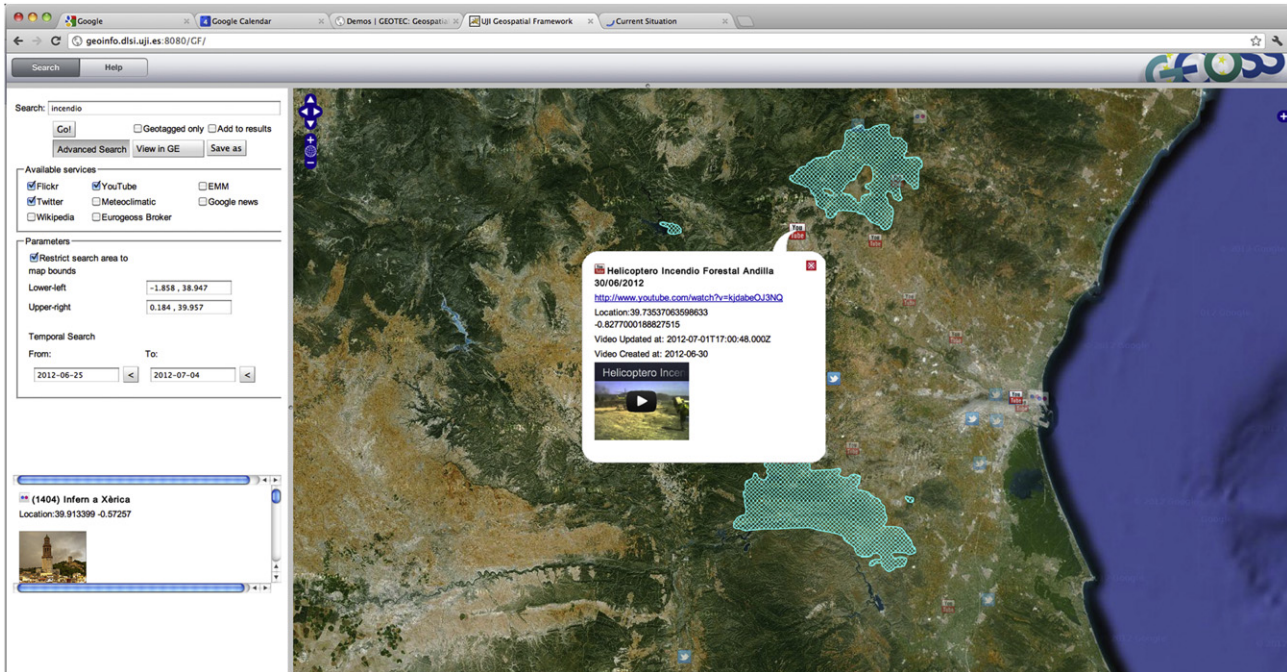 Google
Google Calendar
Demos | GEOTEC: Geospatia
UJI Geospatial Framework
Current Situation
geoinfo.dlsi.uji.es:8080/GF/
Search
Help
GEOSS
Search: incendio
Go!
Geotagged only
Add to results
Advanced Search
View in GE
Save as
Available services
Flickr
YouTube
EMM
Twitter
Meteoclimatic
Google news
Wikipedia
Eurogeoss Broker
Parameters
Restrict search area to
map bounds
Lower-left
-1.858 , 38.947
Upper-right
0.184 , 39.957
Temporal Search
From:
To:
2012-06-25
<
2012-07-04
<
(1404) Infern a Xèrica
Location:39.913399 -0.57257
You
Tube
Helicoptero Incendio Forestal Andilla
30/06/2012
http://www.youtube.com/watch?v=kjdabeOJ3NQ
Location:39.73537063598633
-0.8277000188827515
Video Updated at: 2012-07-01T17:00:48.000Z
Video Created at: 2012-06-30
Helicoptero Incen